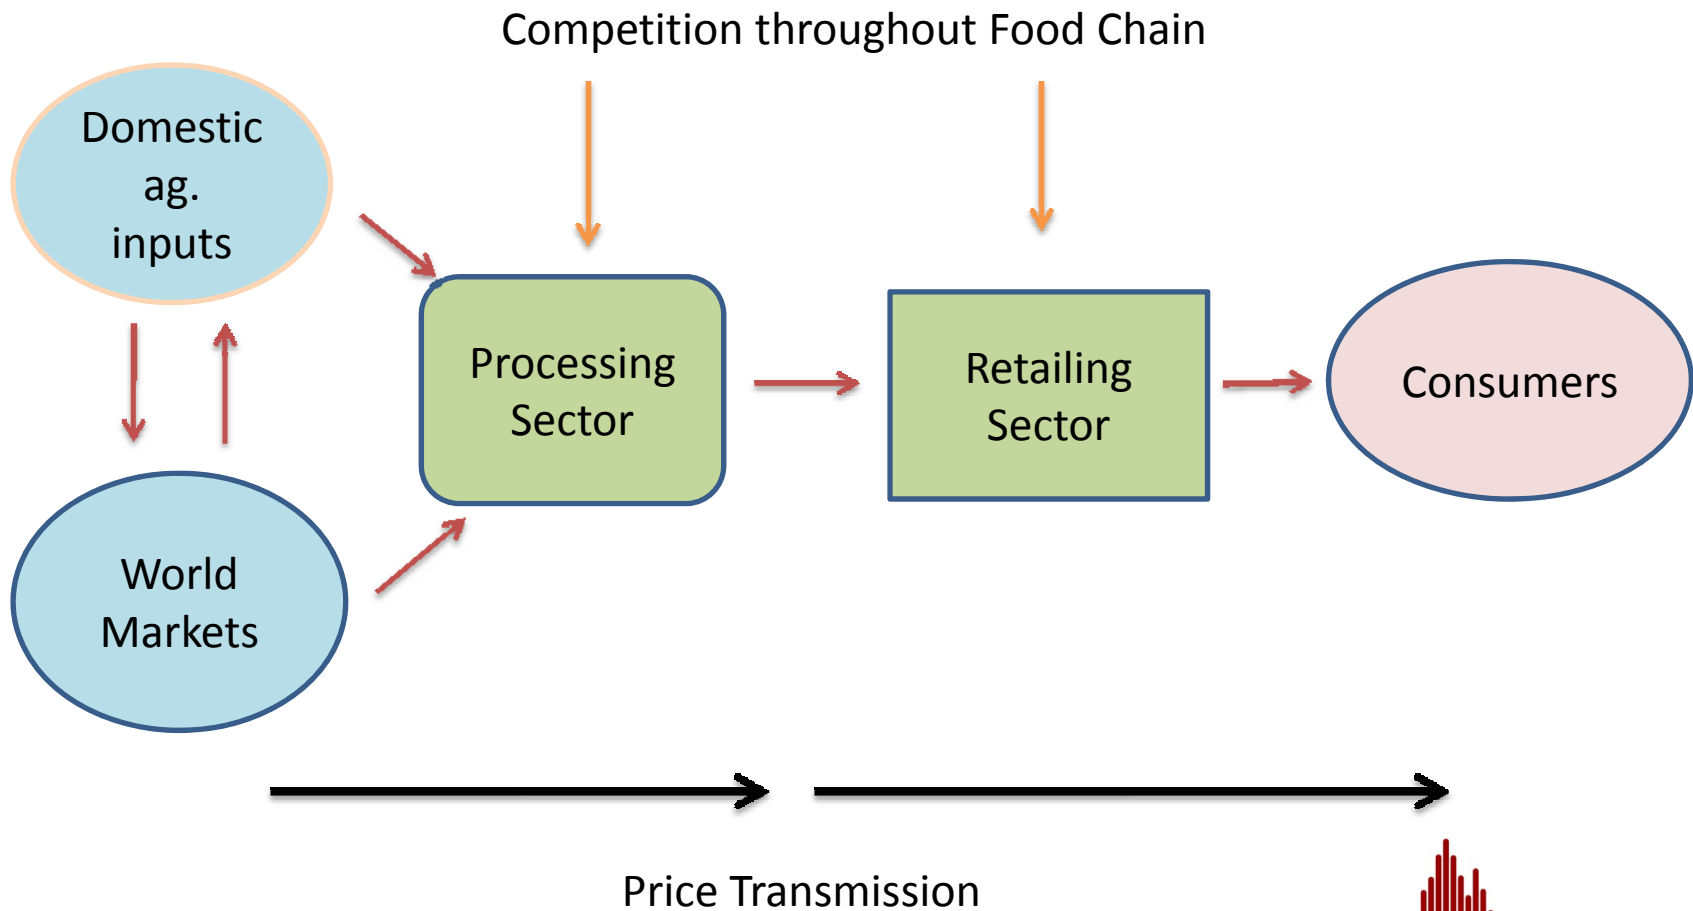 Competition throughout Food Chain
Domestic
ag.
inputs
Processing
Sector
Retailing
Sector
Consumers
World
Markets
Price Transmission